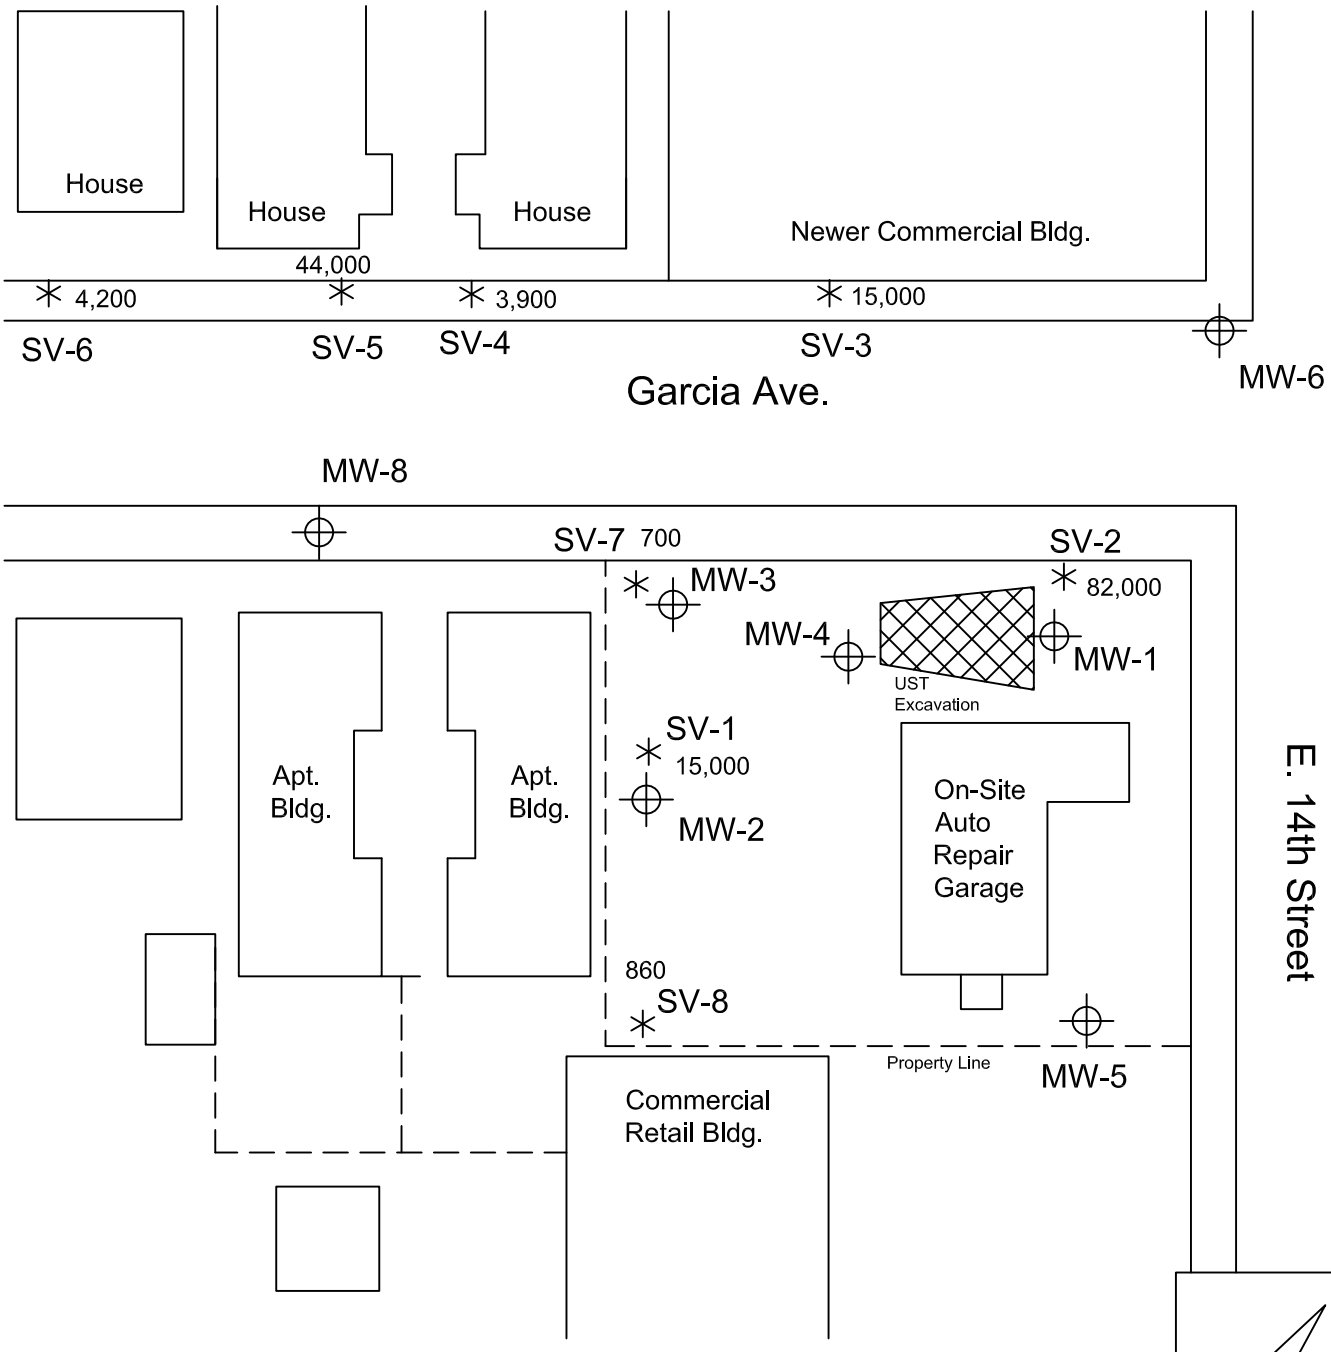 House
House
House
Newer Commercial Bldg.
44,000
4,200
3,900
15,000
SV-6
SV-5
SV-4
SV-3
MW-6
Garcia Ave.
MW-8
SV-7 700
SV-2
MW-3
82,000
MW-4
MW-1
UST
Excavation
SV-1
15,000
MW-2
Apt.
Bldg.
Apt.
Bldg.
On-Site
Auto
Repair
Garage
E. 14th Street
860
SV-8
Property Line
MW-5
Commercial
Retail Bldg.